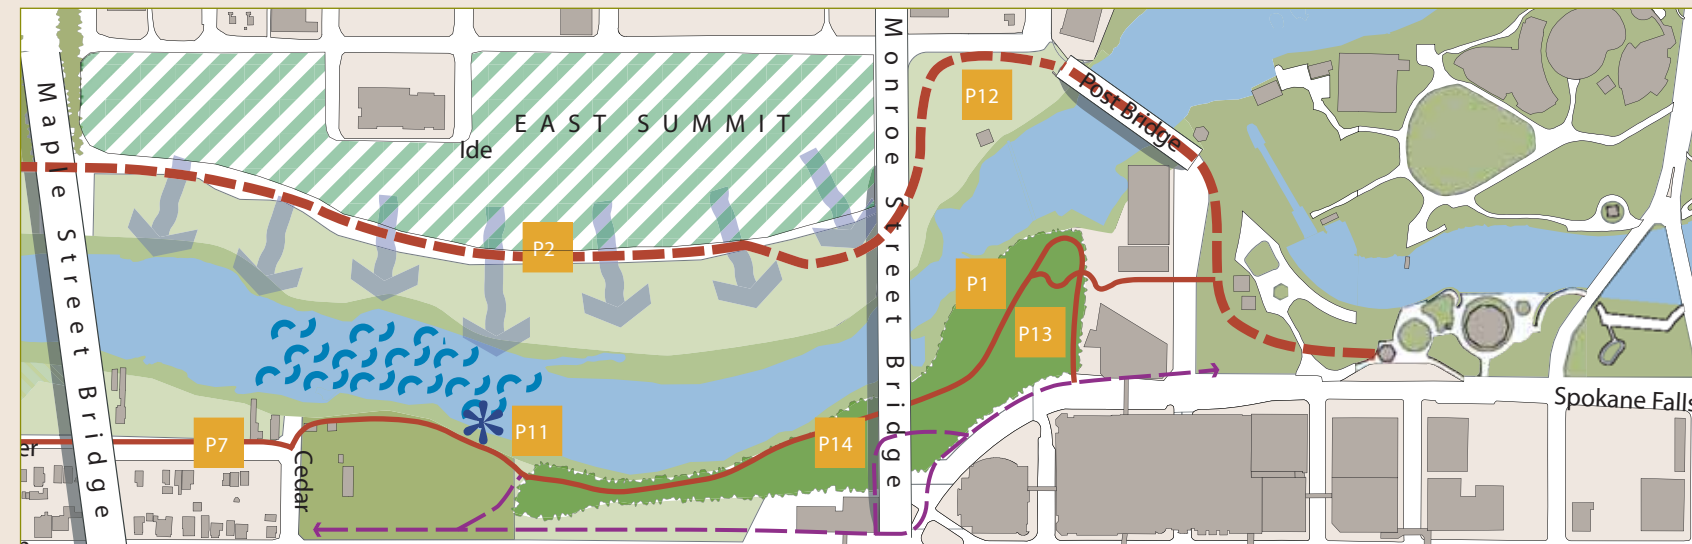 Maple Street Bridge
EAST SUMMIT
Ide
Monroe Street Bridge
Post Bridge
P12
P2
P1
P13
P7
P11
P14
er
Cedar
Spokane Falls